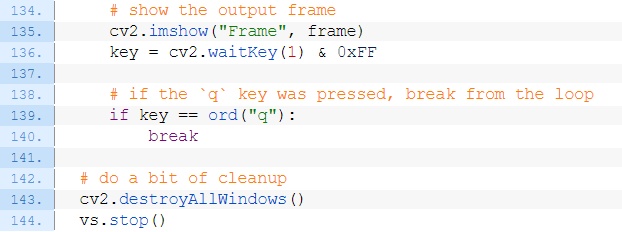 134. # show the output frame
135. cv2.imshow("Frame", frame)
136. key = cv2.waitKey(1) & 0xFF
137.
138. # if the `q` key was pressed, break from the loop
139. if key == ord("q"):
140. break
141.
142. # do a bit of cleanup
143. cv2.destroyAllWindows()
144. vs.stop()